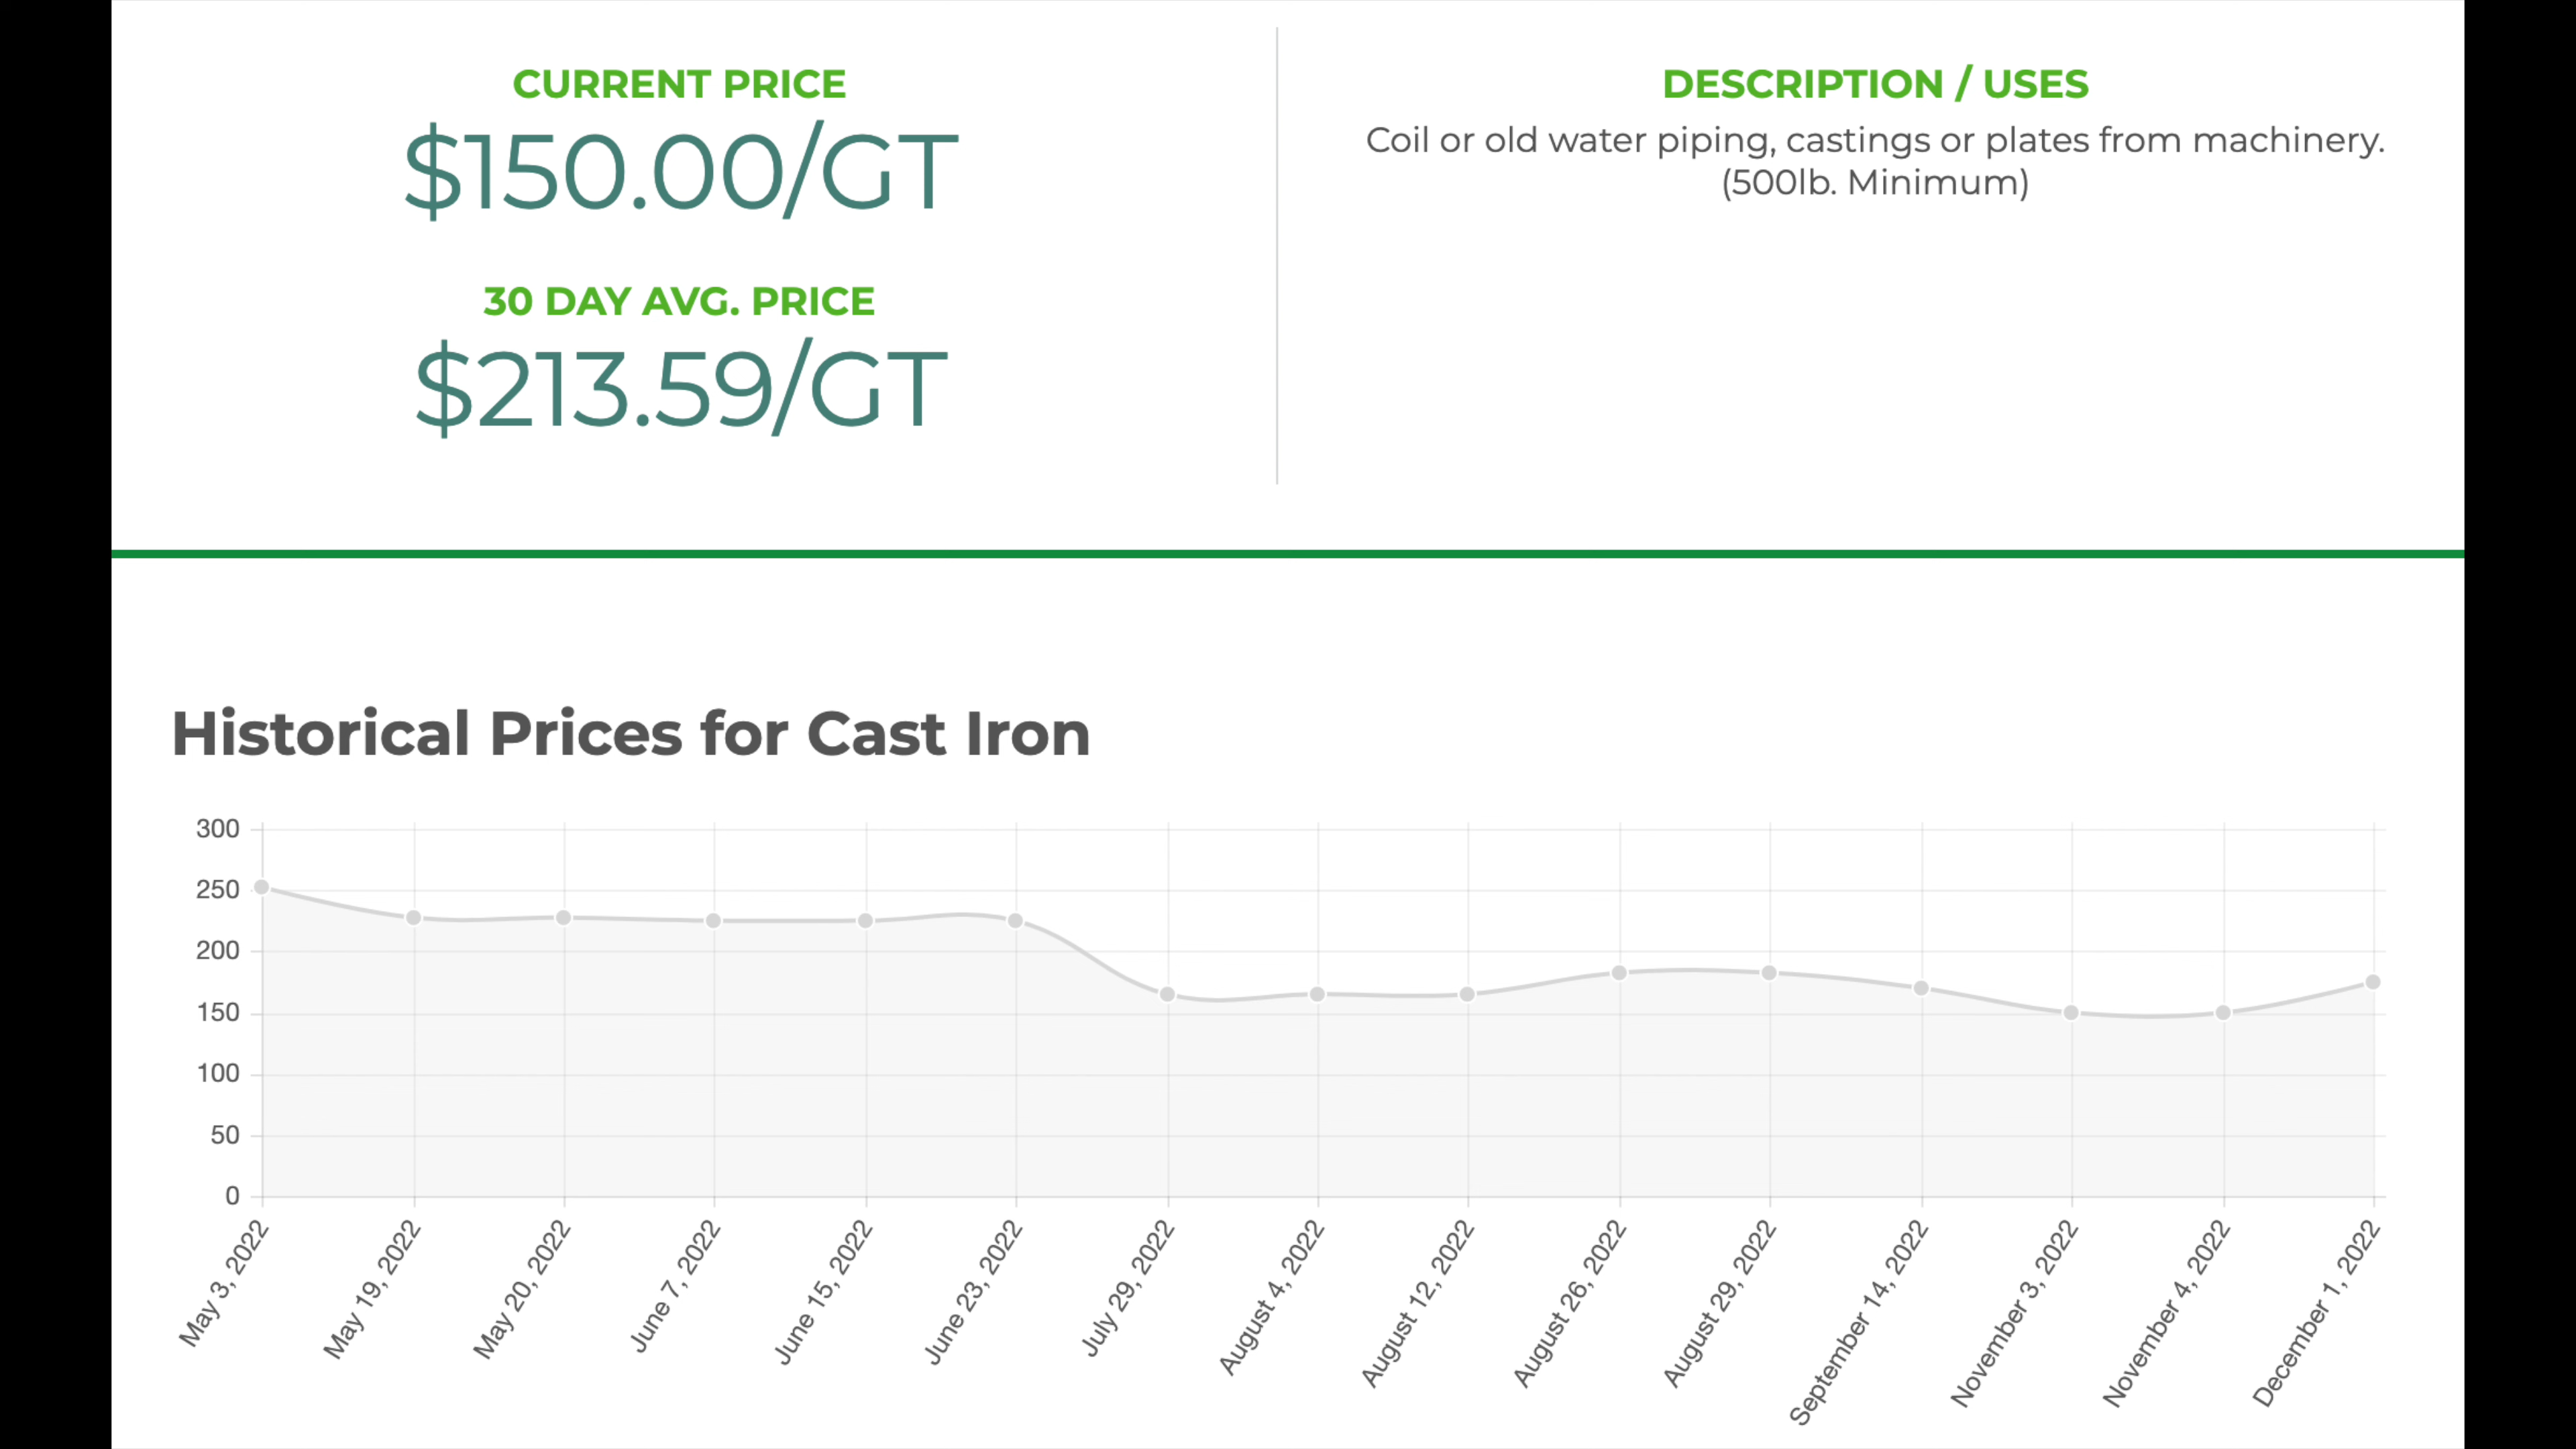 CURRENT PRICE
$150.00/GT
30 DAY AVG. PRICE
$213.59/GT
DESCRIPTION / USES
Coil or old water piping, castings or plates from machinery.
(500lb. Minimum)
Historical Prices for Cast Iron
300
250
200
150
100
50
0
May 3, 2022
May 19, 2022
May 20, 2022
June 7, 2022
June 15, 2022
June 23, 2022
July 29, 2022
August 4, 2022
August 12, 2022
August 26, 2022
August 29, 2022
September 14, 2022
November 3, 2022
November 4, 2022
December 1, 2022